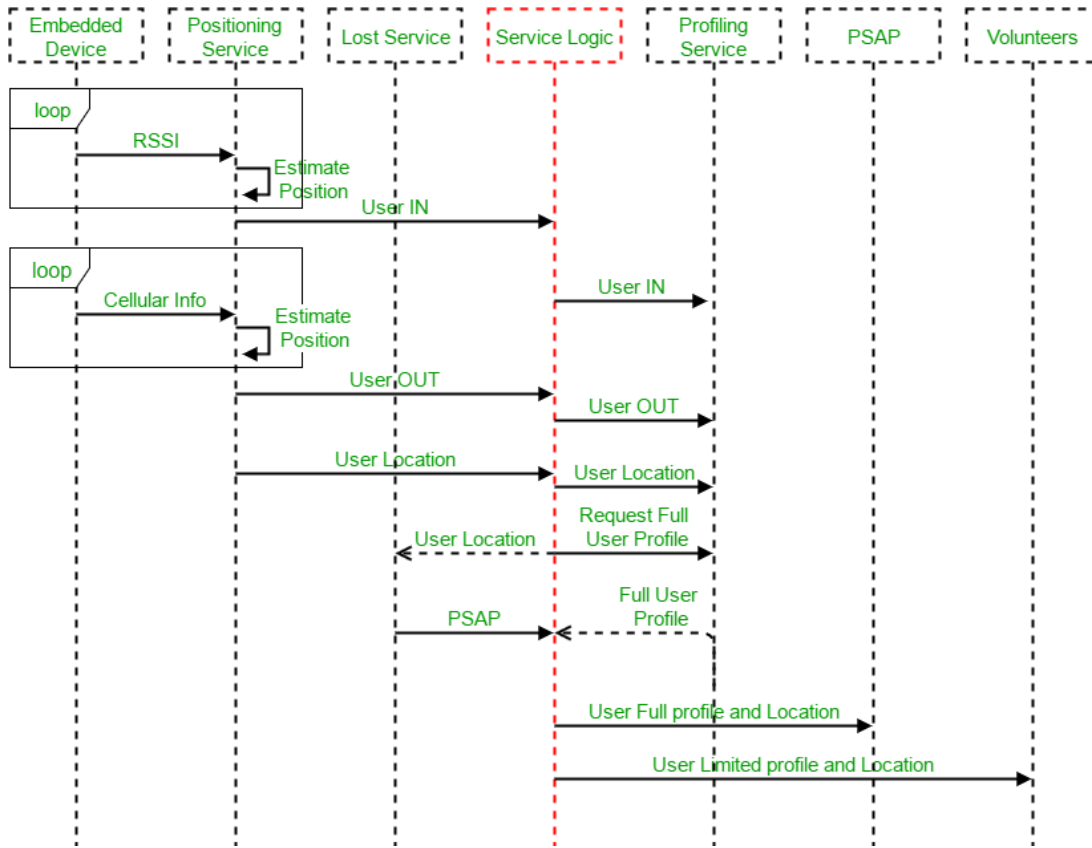 Embedded
Device
Positioning
Service
Lost Service
Service Logic
Profiling
Service
PSAP
Volunteers
loop
RSSI
Estimate
Position
User IN
loop
User IN
Cellular Info
Estimate
Position
User OUT
User OUT
User Location
User Location
Request Full
User Profile
User Location
Full User
Profile
PSAP
User Full profile and Location
User Limited profile and Location